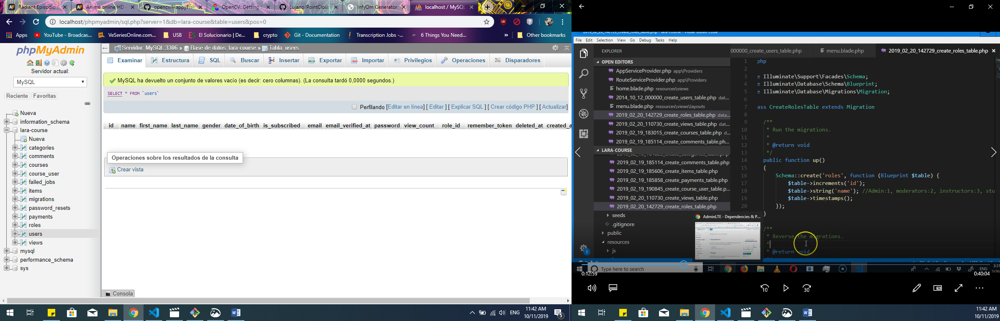 Radiant Episodio
Anime online HD -
opencv/HappyFis
OpenCV: Getting
Lujano/PointClou
InfyOm Generator
localhost / MySQL
localhost/phpmyadmin/sql.php?server=1&db=lara-course&table=users&pos=0
Apps
YouTube - Broadcas...
VeSeriesOnline.com...
USB
El Solucionario | De...
crypto
Git - Documentation
Transcription Jobs -...
6 Things You Need...
»
Other bookmarks
phpMyAdmin
Servidor actual:
MySQL
Reciente
Favoritas
Nueva
information_schema
lara-course
Nueva
categories
comments
courses
course_user
failed_jobs
items
migrations
password_resets
payments
roles
users
views
mysql
performance_schema
sys
Servidor: MySQL:3306 » Base de datos: lara-course » Tabla: users
Examinar
Estructura
SQL
Buscar
Insertar
Exportar
Importar
Privilegios
Operaciones
Disparadores
MySQL ha devuelto un conjunto de valores vacío (es decir: cero columnas). (La consulta tardó 0,0000 segundos.)
SELECT * FROM `users`
Perfilando [Editar en línea] [ Editar ] [ Explicar SQL ] [ Crear código PHP ] [ Actualizar]
id name first_name last_name gender date_of_birth is_subscribed email email_verified_at password view_count role_id remember_token deleted_at created_a
Operaciones sobre los resultados de la consulta
Crear vista
Consola
ENG
11:42 AM
10/11/2019
5
2019_02_20_142729_create_roles_table.php - lara-course - Visual Studio Code
File Edit Selection View Go Debug Tasks Help
EXPLORER
000000_create_users_table.php
menu.blade.php
2019_02_20_142729_create_roles_table.php
OPEN EDITORS
AppServiceProvider.php app\Providers
RouteServiceProvider.php app\Providers
home.blade.php resources\views
2014_10_12_000000_create_users_table.php dat...
menu.blade.php resources\views\layouts
2019_02_20_142729_create_roles_table.php data...
2019_02_20_110730_create_views_table.php dat...
2019_02_19_183015_create_courses_table.php d...
2019_02_19_185114_create_comments_table.ph...
LARA-COURSE
2019_02_19_185114_create_comments_table.php
2019_02_19_185606_create_items_table.php
2019_02_19_185858_create_payments_table.php
2019_02_19_190845_create_course_user_table.p...
2019_02_20_110730_create_views_table.php
2019_02_20_142729_create_roles_table.php
seeds
.gitignore
public
resources
js
1
1 php
2
3 e Illuminate\Support\Facades\Schema;
4 e Illuminate\Database\Schema\Blueprint;
5 e Illuminate\Database\Migrations\Migration;
6
7 ass CreateRolesTable extends Migration
8
9 /**
10 * Run the migrations.
11 *
12 * @return void
13 */
14 public function up()
15 {
16 Schema::create('roles', function (Blueprint $table) {
17 $table->increments('id');
18 $table->string('name'); //Admin:1, moderators:2, instructors:3, stu
19 $table->timestamps();
20 });
}
/**
* Reverse the migrations.
*
* @return void
AdminLTE - Dependencies & P...
Type here to search
ENG
3:31
0:12:59
0:40:04
10
30
11:42 AM
10/11/2019